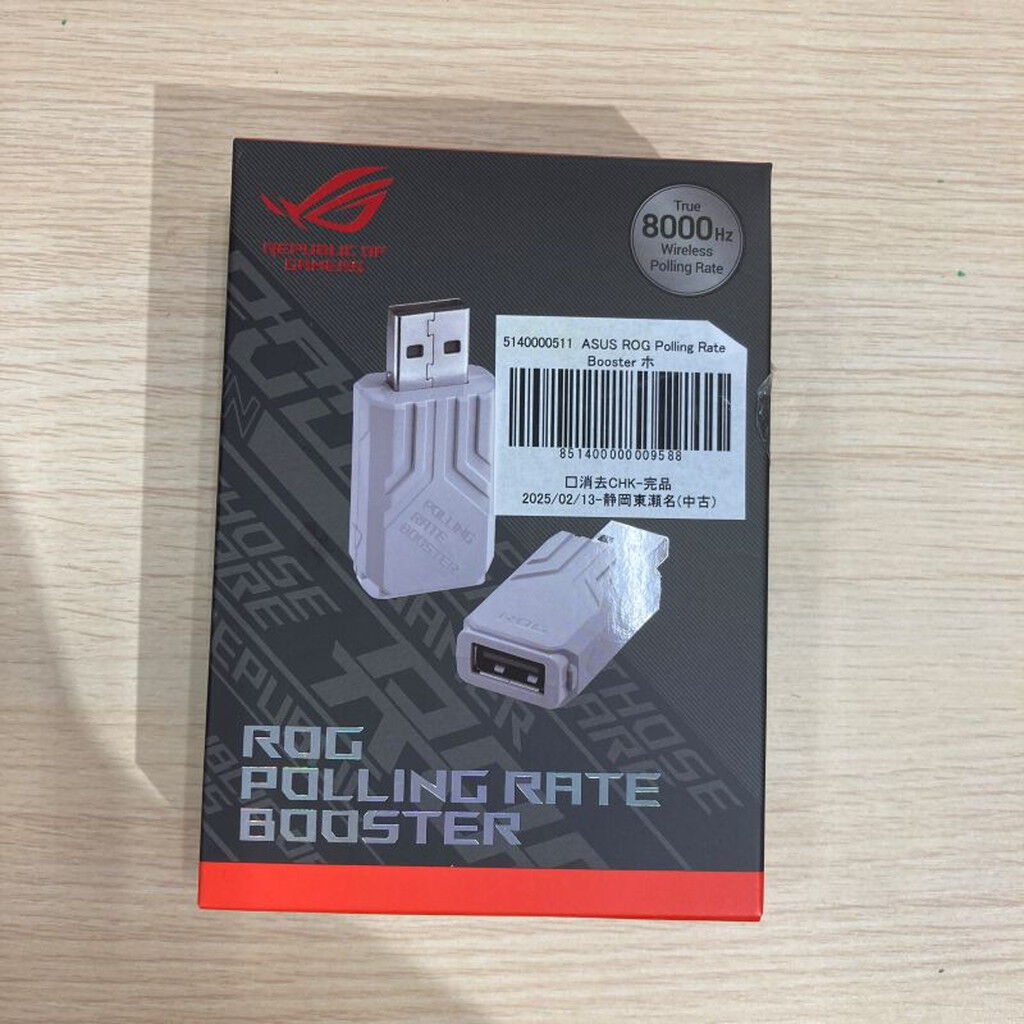 REPUBLIC OF
GAMERS
True
8000Hz
Wireless
Polling Rate
5140000511 ASUS ROG Polling Rate
Booster ホ
851400000009588
口消去CHK-完品
2025/02/13-静岡東瀬名(中古)
POLLING
RATE
BOOSTER
ROG
ROG
POLLING RATE
BOOSTER